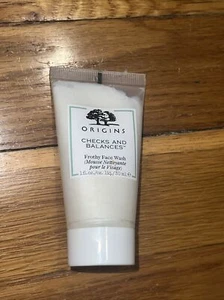 ORIGINS
CHECKS AND
BALANCES™
Frothy Face Wash
(Mousse Nettoyante
pour le Visage)